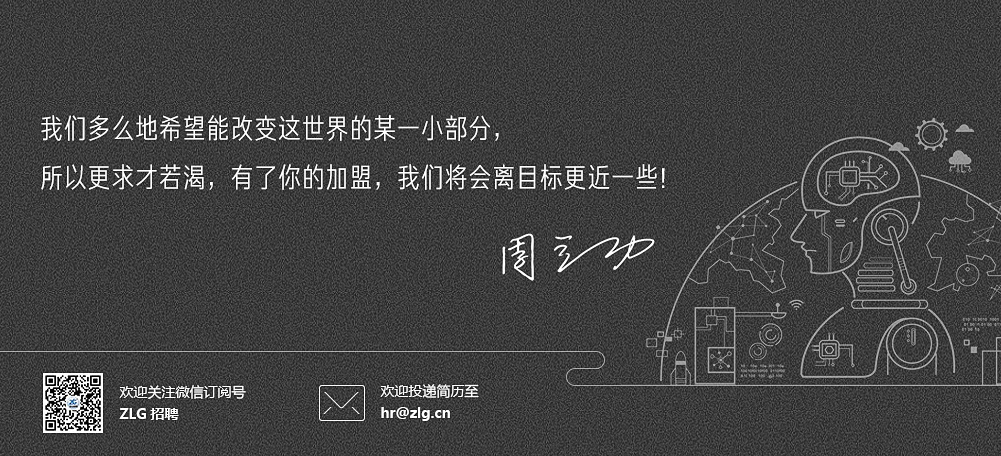 我们多么地希望能改变这世界的某一小部分，
所以更求才若渴，有了你的加盟，我们将会离目标更近一些!
周立功
欢迎关注微信订阅号
ZLG 招聘
欢迎投递简历至
hr@zlg.cn